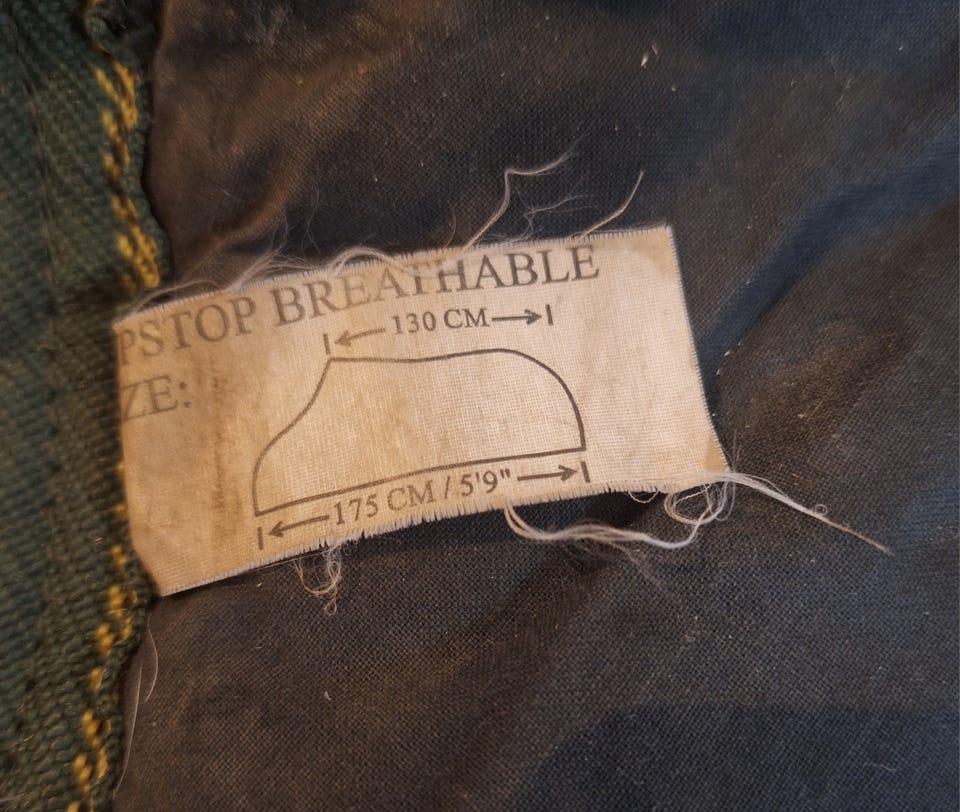 PSTOP BREATHABLE
130 CM
ZE:
175 CM / 5'9"